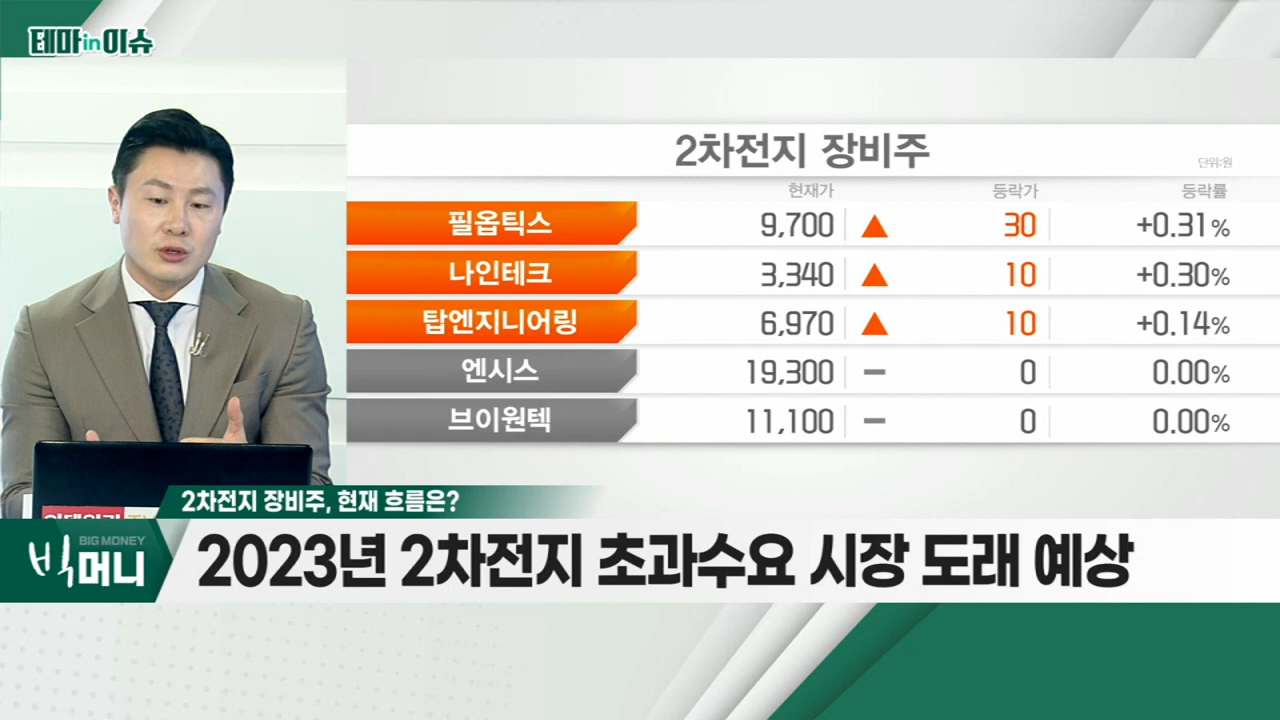 테마in이슈
2차전지 장비주
단위:원
현재가 등락가 등락률
필옵틱스 9,700 ▲ 30 +0.31%
나인테크 3,340 ▲ 10 +0.30%
탑엔지니어링 6,970 ▲ 10 +0.14%
엔시스 19,300 - 0 0.00%
브이원텍 11,100 - 0 0.00%
2차전지 장비주, 현재 흐름은?
BIG MONEY
빅머니
2023년 2차전지 초과수요 시장 도래 예상